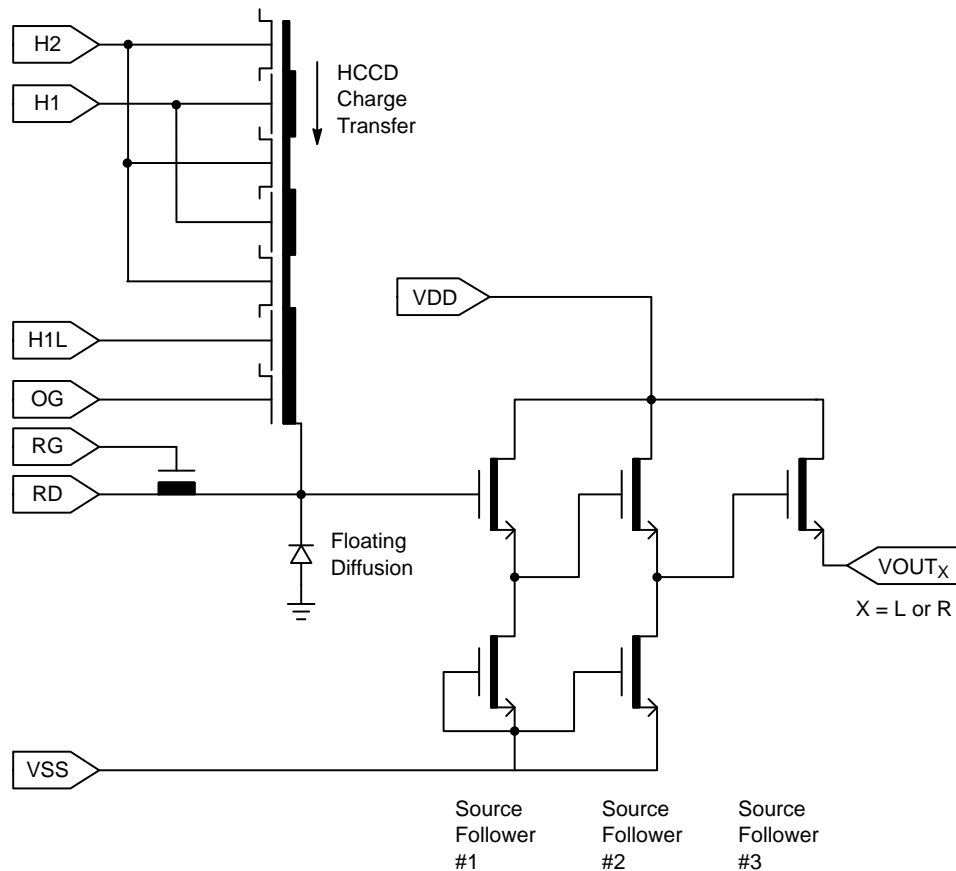 H2
HCCD
Charge
Transfer
H1
VDD
H1L
OG
RG
RD
Floating
Diffusion
VOUTX
X = L or R
VSS
Source
Follower
#1
Source
Follower
#2
Source
Follower
#3